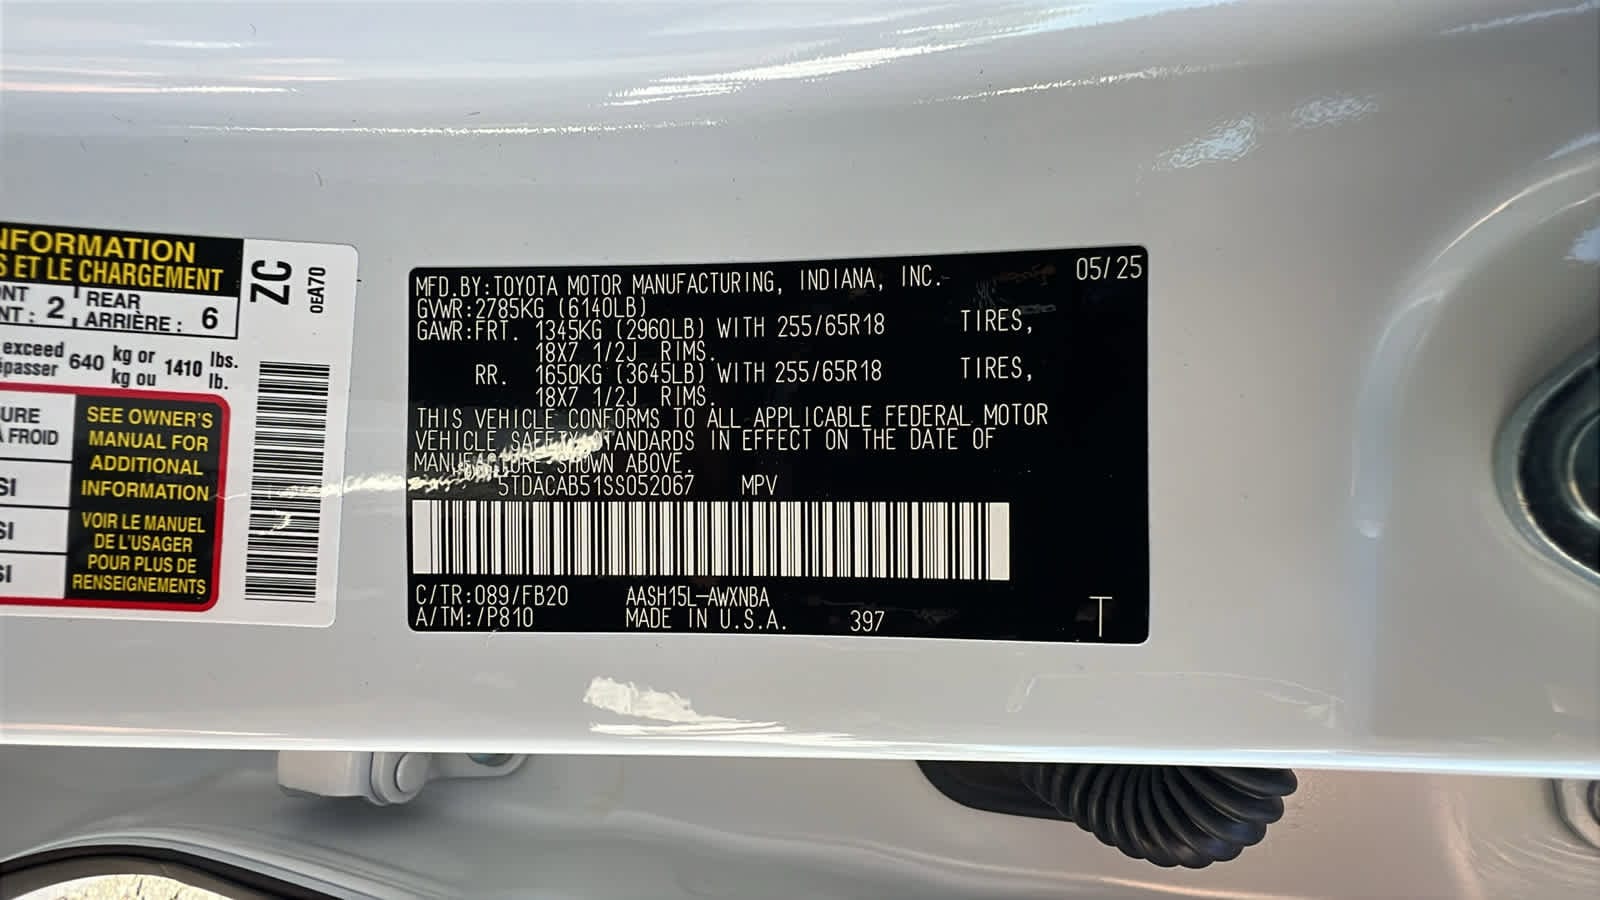 NFORMATION
S ET LE CHARGEMENT
ZC
0EA70
NT 2 REAR
NT : ARRIÈRE : 6
exceed 640 kg or 1410 lbs.
passer kg ou lb.
URE
À FROID
SI
SI
SI
SEE OWNER'S
MANUAL FOR
ADDITIONAL
INFORMATION
VOIR LE MANUEL
DE L'USAGER
POUR PLUS DE
RENSEIGNEMENTS
MFD.BY:TOYOTA MOTOR MANUFACTURING, INDIANA, INC. 05/25
GVWR:2785KG (6140LB)
GAWR:FRT. 1345KG (2960LB) WITH 255/65R18 TIRES,
18X7 1/2J RIMS.
RR. 1650KG (3645LB) WITH 255/65R18 TIRES,
18X7 1/2J RIMS.
THIS VEHICLE CONFORMS TO ALL APPLICABLE FEDERAL MOTOR
VEHICLE SAFETY STANDARDS IN EFFECT ON THE DATE OF
MANUFACTURE SHOWN ABOVE.
5TDACAB51SS052067 MPV
C/TR:089/FB20 AASH15L-AWXNBA
A/TM:/P810 MADE IN U.S.A. 397 T